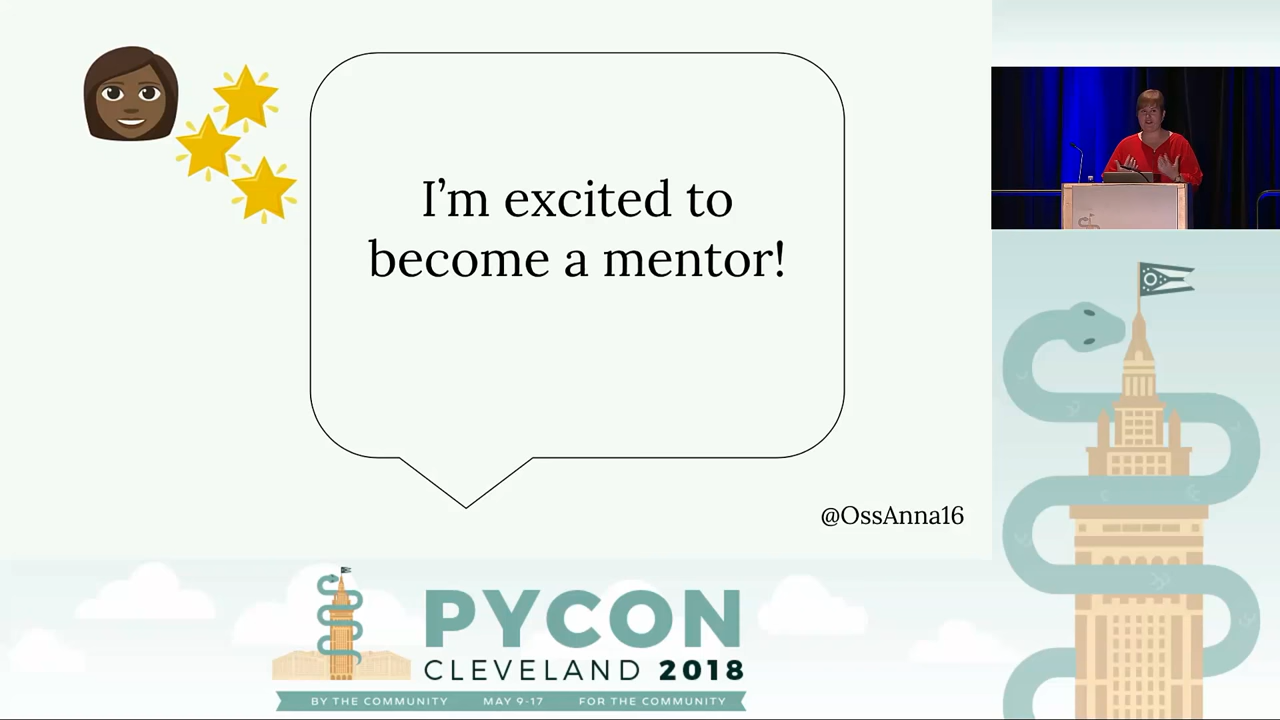 I’m excited to
become a mentor!
@OssAnna16
PYCON
CLEVELAND 2018
BY THE COMMUNITY MAY 9-17 FOR THE COMMUNITY